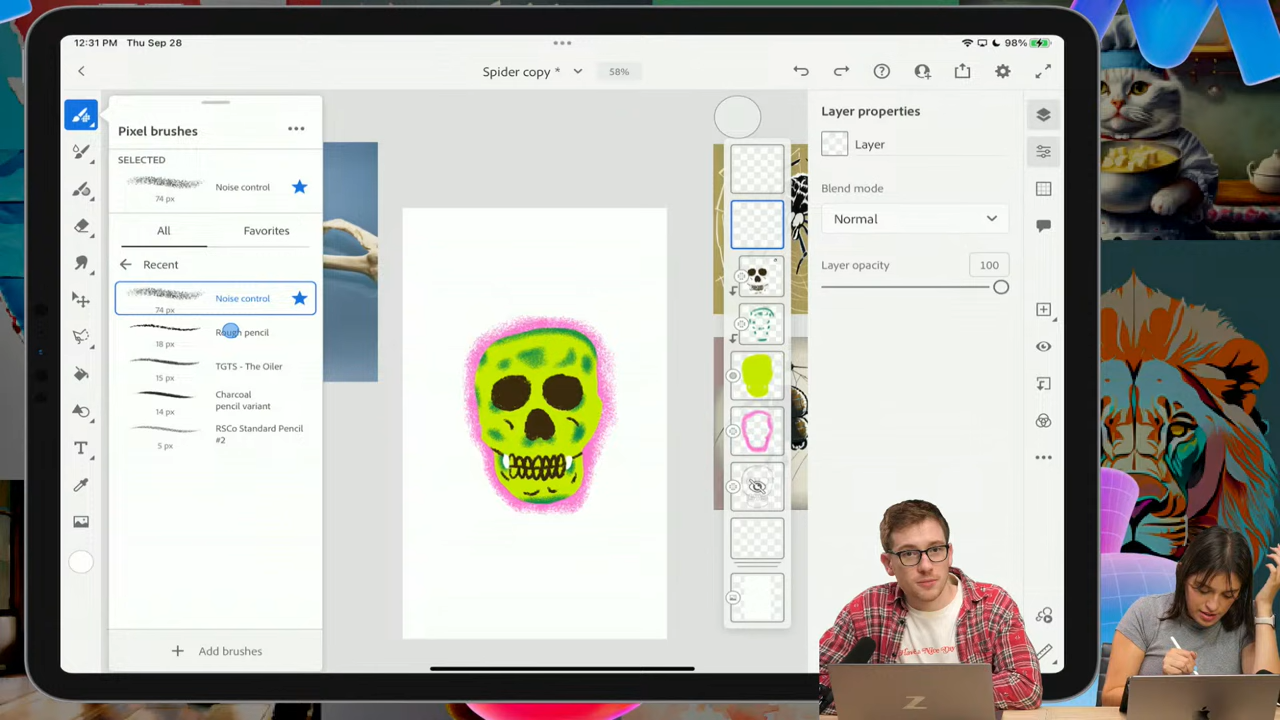 12:31 PM Thu Sep 28
98%
Spider copy *
58%
Pixel brushes
SELECTED
Noise control
74 px
All
Favorites
Recent
Noise control
74 px
Rough pencil
18 px
TGTS - The Oiler
15 px
Charcoal
pencil variant
14 px
RSCo Standard Pencil
#2
5 px
Add brushes
Layer properties
Layer
Blend mode
Normal
Layer opacity
100
T
Z